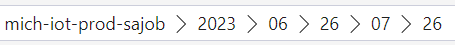 mich-iot-prod-sajob > 2023 > 06 > 26 > 07 > 26